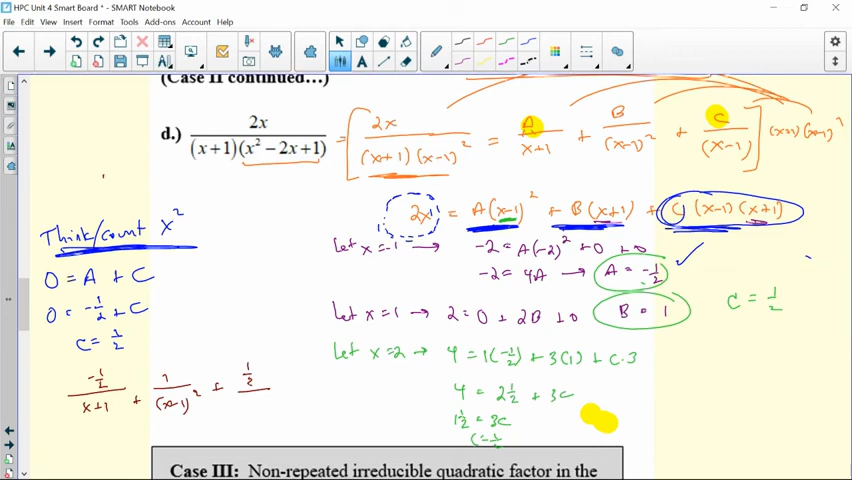 HPC Unit 4 Smart Board * - SMART Notebook
File Edit View Insert Format Tools Add-ons Account Help
(Case II continued...)
d.) 2x / (x+1)(x² − 2x+1) = [ 2x / (x+1)(x-1)² = A / x+1 + B / (x-1)² + C / (x-1) ] (x+1)(x-1)²
2x = A(x-1)² + B(x+1) + C(x-1)(x+1)
Think/count x²
Let x=-1 → -2 = A(-2)² + 0 + 0
0 = A + C
-2 = 4A → A = -1/2 ✓
0 = -1/2 + C
Let x=1 → 2 = 0 + 2B + 0 B = 1
C = 1/2
C = 1/2
Let x=2 → 4 = 1(-1/2) + 3(1) + C·3
-1/2 / x+1 + 1 / (x-1)² + 1/2
4 = 2 1/2 + 3C
1 1/2 = 3C
C = 1/2
Case III: Non-repeated irreducible quadratic factor in the